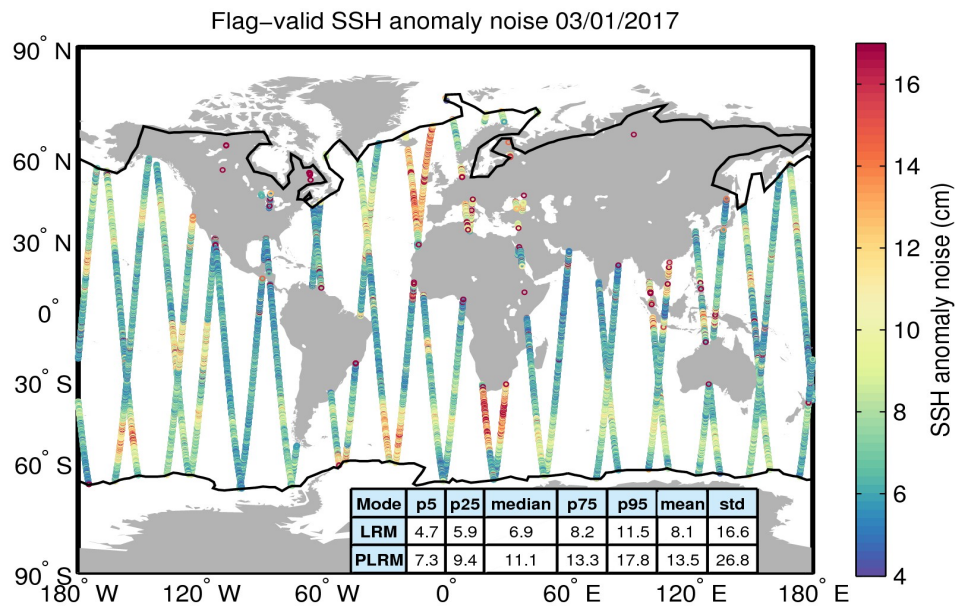 Flag−valid SSH anomaly noise 03/01/2017
90° N
60° N
30° N
0°
30° S
60° S
90° S
180° W
120° W
60° W
0°
60° E
120° E
180° E
16
14
12
10
8
6
4
SSH anomaly noise (cm)
Mode p5 p25 median p75 p95 mean std
LRM 4.7 5.9 6.9 8.2 11.5 8.1 16.6
PLRM 7.3 9.4 11.1 13.3 17.8 13.5 26.8